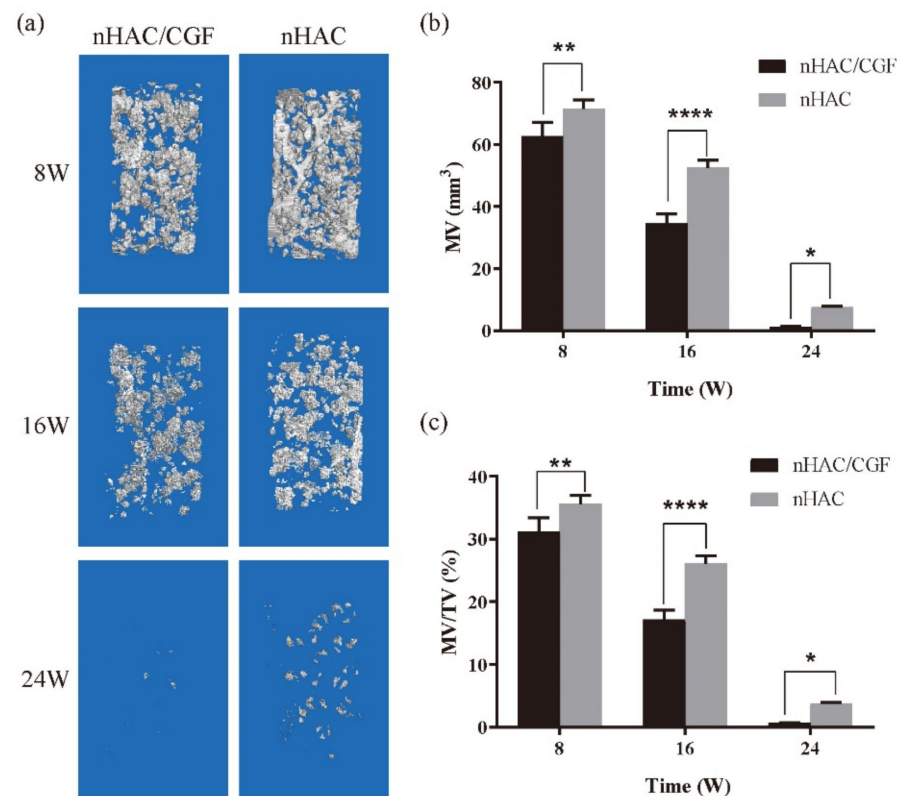 (a)
nHAC/CGF nHAC
8W
16W
24W
(b)
nHAC/CGF
nHAC
MV (mm³)
80
60
40
20
0
** **** *
8 16 24
Time (W)
(c)
nHAC/CGF
nHAC
MV/TV (%)
40
30
20
10
0
** **** *
8 16 24
Time (W)